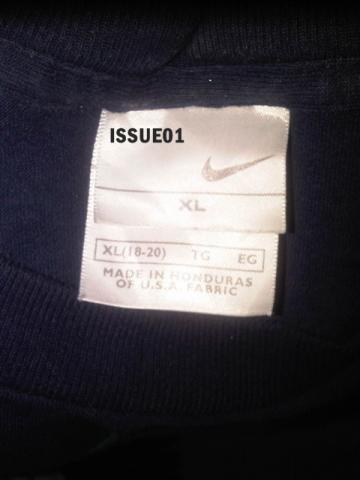 ISSUE01
XL
XL(18-20) TG EG
MADE IN HONDURAS
OF U.S.A. FABRIC